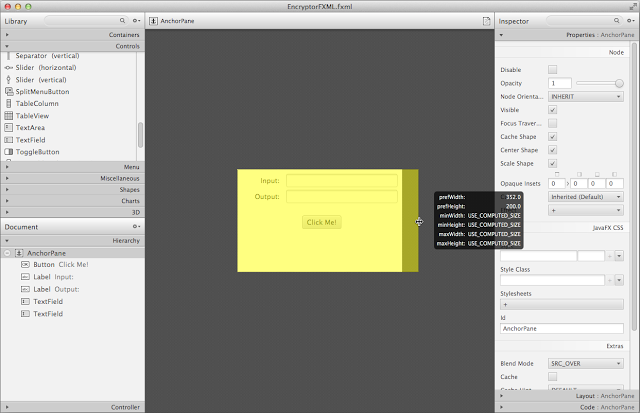 EncryptorFXML.fxml
Library
Containers
Controls
Separator (vertical)
Slider (horizontal)
Slider (vertical)
SplitMenuButton
TableColumn
TableView
TextArea
TextField
ToggleButton
Menu
Miscellaneous
Shapes
Charts
3D
Document
Hierarchy
AnchorPane
OK Button Click Me!
abc Label Input:
abc Label Output:
TextField
TextField
Controller
AnchorPane
Input:
Output:
Click Me!
prefWidth: 352.0
prefHeight: 200.0
minWidth: USE_COMPUTED_SIZE
minHeight: USE_COMPUTED_SIZE
maxWidth: USE_COMPUTED_SIZE
maxHeight: USE_COMPUTED_SIZE
Inspector
Properties : AnchorPane
Node
Disable
Opacity 1
Node Orienta... INHERIT
Visible
Focus Traver...
Cache Shape
Center Shape
Scale Shape
Opaque Insets 0 0 0 0
Inherited (Default)
+
JavaFX CSS
Style Class
Stylesheets
+
Id
AnchorPane
Extras
Blend Mode SRC_OVER
Cache
Layout : AnchorPane
Code : AnchorPane